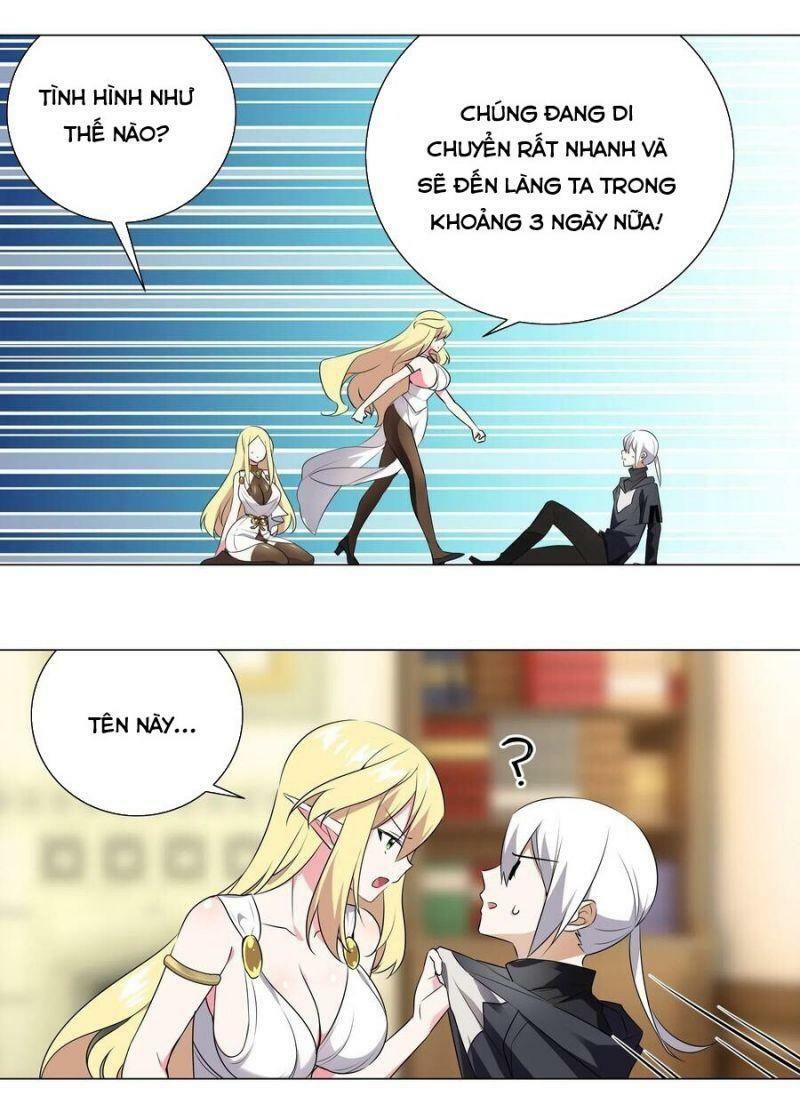 TÌNH HÌNH NHƯ
THẾ NÀO?
CHÚNG ĐANG DI
CHUYỂN RẤT NHANH VÀ
SẼ ĐẾN LÀNG TA TRONG
KHOẢNG 3 NGÀY NỮA!
TÊN NÀY...
?